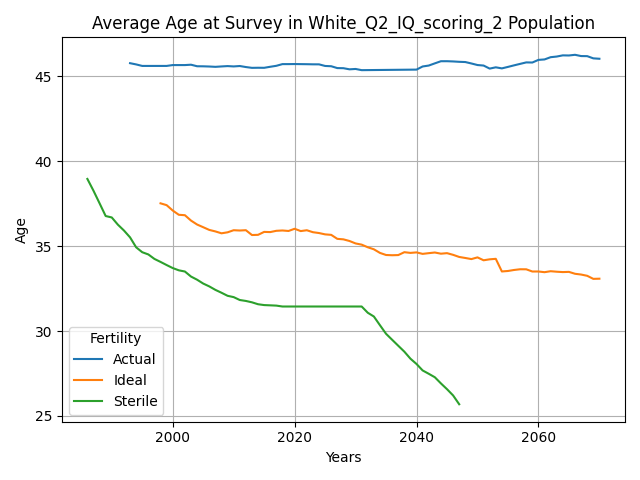 Average Age at Survey in White_Q2_IQ_scoring_2 Population
45
40
35
30
25
Age
Fertility
Actual
Ideal
Sterile
2000
2020
2040
2060
Years